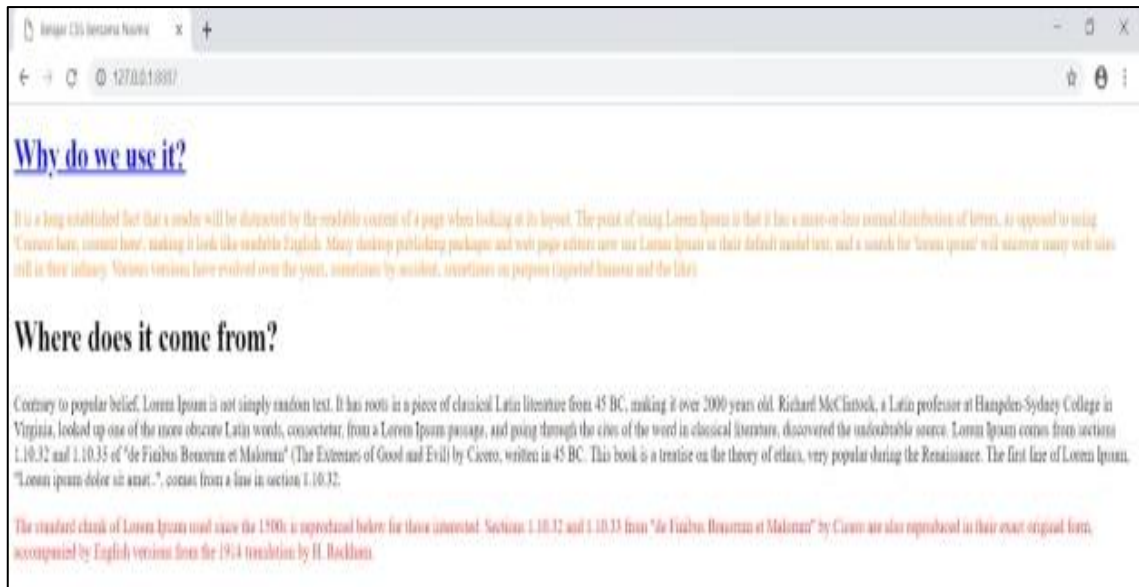 Belajar CSS Bersama
127.0.0.1:8887
Why do we use it?
It is a long established fact that a reader will be distracted by the readable content of a page when looking at its layout. The point of using Lorem Ipsum is that it has a more-or-less normal distribution of letters, as opposed to using
'Content here, content here', making it look like readable English. Many desktop publishing packages and web page editors now use Lorem Ipsum as their default model text, and a search for 'lorem ipsum' will uncover many web sites
still in their infancy. Various versions have evolved over the years, sometimes by accident, sometimes on purpose (injected humour and the like).
Where does it come from?
Contrary to popular belief, Lorem Ipsum is not simply random text. It has roots in a piece of classical Latin literature from 45 BC, making it over 2000 years old. Richard McClintock, a Latin professor at Hampden-Sydney College in
Virginia, looked up one of the more obscure Latin words, consectetur, from a Lorem Ipsum passage, and going through the cites of the word in classical literature, discovered the undoubtable source. Lorem Ipsum comes from sections
1.10.32 and 1.10.33 of "de Finibus Bonorum et Malorum" (The Extremes of Good and Evil) by Cicero, written in 45 BC. This book is a treatise on the theory of ethics, very popular during the Renaissance. The first line of Lorem Ipsum,
"Lorem ipsum dolor sit amet..", comes from a line in section 1.10.32.
The standard chunk of Lorem Ipsum used since the 1500s is reproduced below for those interested. Sections 1.10.32 and 1.10.33 from "de Finibus Bonorum et Malorum" by Cicero are also reproduced in their exact original form,
accompanied by English versions from the 1914 translation by H. Rackham.